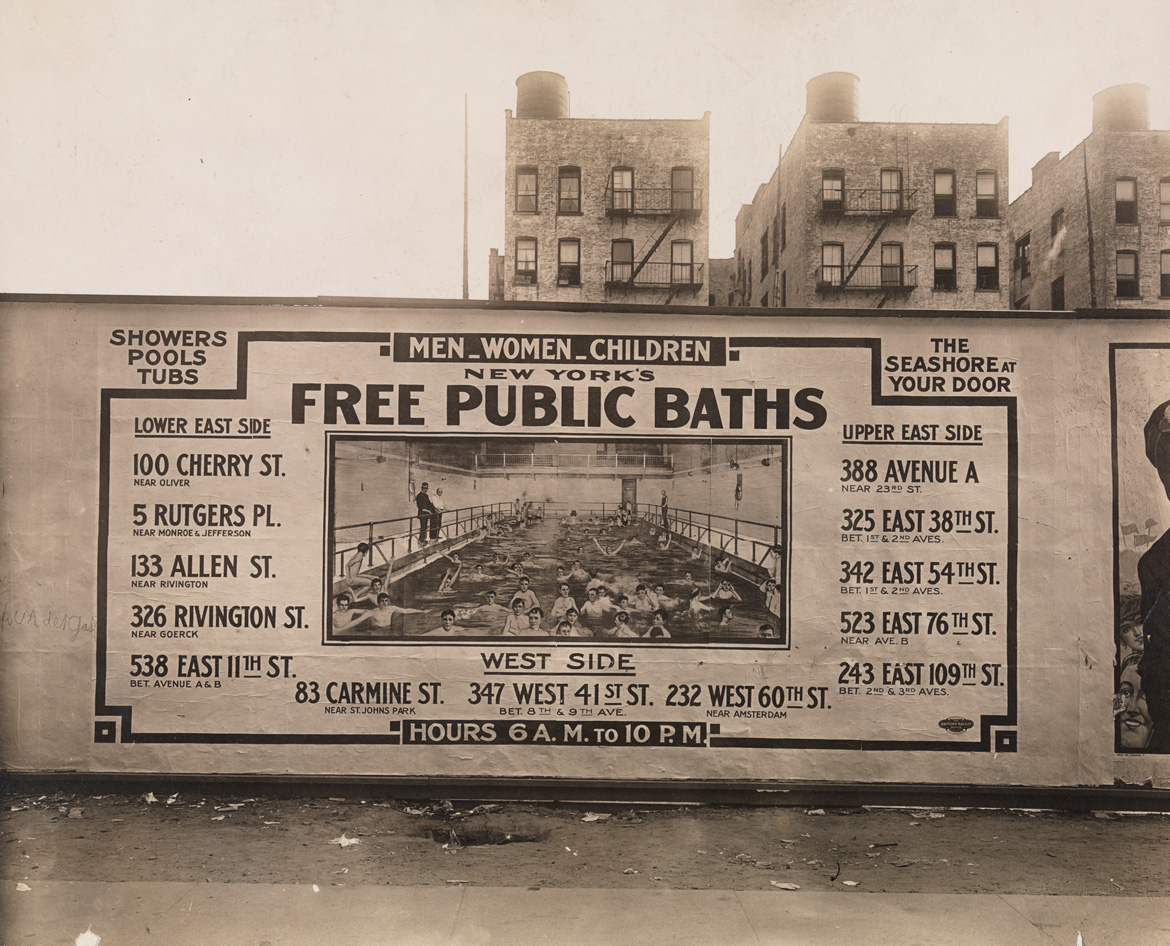 SHOWERS
POOLS
TUBS
MEN_WOMEN_CHILDREN
THE
SEASHORE AT
YOUR DOOR
NEW YORK'S
FREE PUBLIC BATHS
LOWER EAST SIDE
100 CHERRY ST.
NEAR OLIVER
5 RUTGERS PL.
NEAR MONROE & JEFFERSON
133 ALLEN ST.
NEAR RIVINGTON
326 RIVINGTON ST.
NEAR GOERCK
538 EAST 11TH ST.
BET. AVENUE A & B
UPPER EAST SIDE
388 AVENUE A
NEAR 23RD ST.
325 EAST 38TH ST.
BET. 1ST & 2ND AVES.
342 EAST 54TH ST.
BET. 1ST & 2ND AVES.
523 EAST 76TH ST.
NEAR AVE. B
243 EAST 109TH ST.
BET. 2ND & 3RD AVES.
WEST SIDE
83 CARMINE ST.
NEAR ST. JOHNS PARK
347 WEST 41ST ST.
BET. 8TH & 9TH AVE.
232 WEST 60TH ST.
NEAR AMSTERDAM
HOURS 6 A. M. TO 10 P. M.